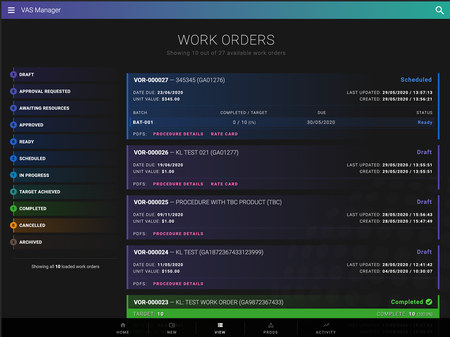 VAS Manager
WORK ORDERS
Showing 10 out of 27 available work orders
DRAFT
APPROVAL REQUESTED
AWAITING RESOURCES
APPROVED
READY
SCHEDULED
IN PROGRESS
TARGET ACHIEVED
COMPLETED
CANCELLED
ARCHIVED
Showing all 10 loaded work orders
VOR-000027 — 345345 (GA01276) Scheduled
DATE DUE: 23/06/2020 LAST UPDATED: 29/05/2020 / 13:57:12
UNIT VALUE: $345.00 CREATED: 29/05/2020 / 13:56:21
BATCH COMPLETED / TARGET DUE STATUS
BAT-001 0 / 10 (0%) 30/05/2020 Ready
PDFS: PROCEDURE DETAILS RATE CARD
VOR-000026 — KL TEST 021 (GA01277) Draft
DATE DUE: 19/06/2020 LAST UPDATED: 29/05/2020 / 13:55:51
UNIT VALUE: $1.00 CREATED: 29/05/2020 / 13:55:51
PDFS: PROCEDURE DETAILS RATE CARD
VOR-000025 — PROCEDURE WITH TBC PRODUCT (TBC) Draft
DATE DUE: 09/11/2020 LAST UPDATED: 28/05/2020 / 15:56:43
UNIT VALUE: $1.00 CREATED: 28/05/2020 / 15:47:49
PDFS: PROCEDURE DETAILS
VOR-000024 — KL TEST (GA1872367433123999) Draft
DATE DUE: 11/05/2020 LAST UPDATED: 28/05/2020 / 12:41:42
UNIT VALUE: $150.00 CREATED: 04/05/2020 / 10:30:07
PDFS: PROCEDURE DETAILS
VOR-000023 — KL: TEST WORK ORDER (GA9872367433) Completed
TARGET: 10 COMPLETE: 10
HOME NEW VIEW PRODS ACTIVITY